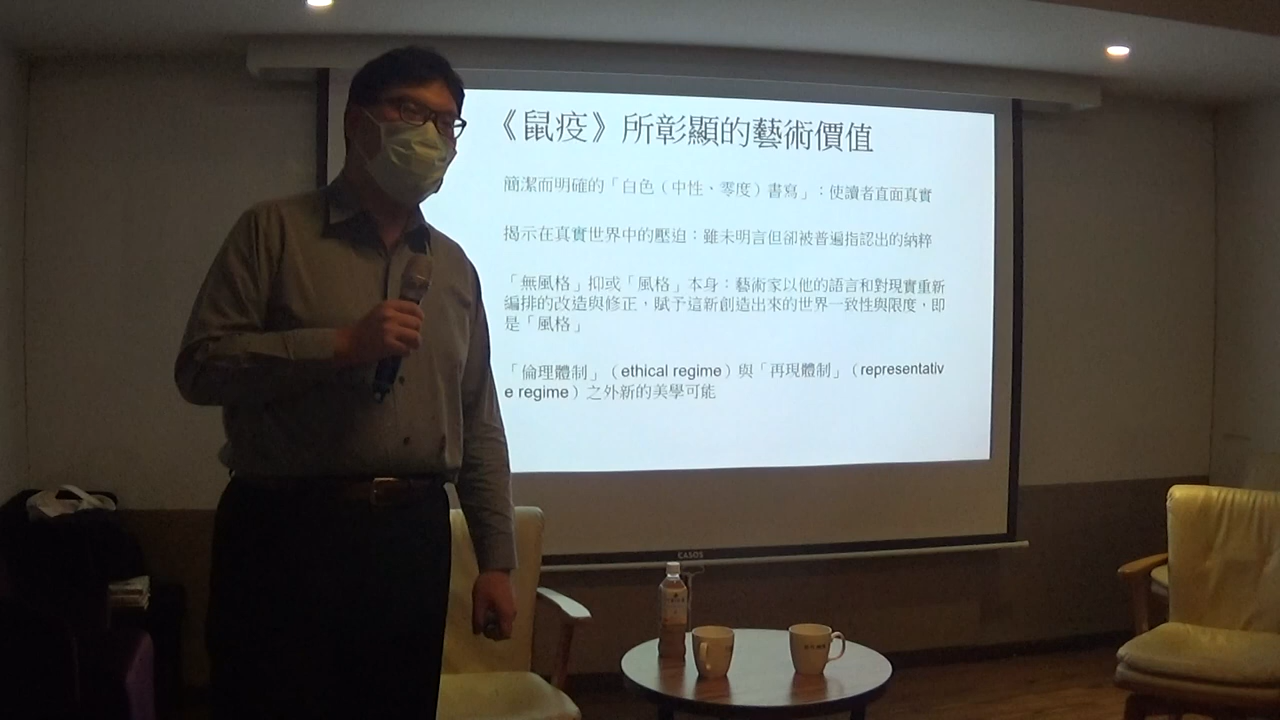 《鼠疫》所彰顯的藝術價值
簡潔而明確的「白色（中性、零度）書寫」：使讀者直面真實
揭示在真實世界中的壓迫：雖未明言但卻被普遍指認出的納粹
「無風格」抑或「風格」本身：藝術家以他的語言和對現實重新
編排的改造與修正，賦予這新創造出來的世界一致性與限度，即
是「風格」
「倫理體制」（ethical regime）與「再現體制」（representativ
e regime）之外新的美學可能
CASOS